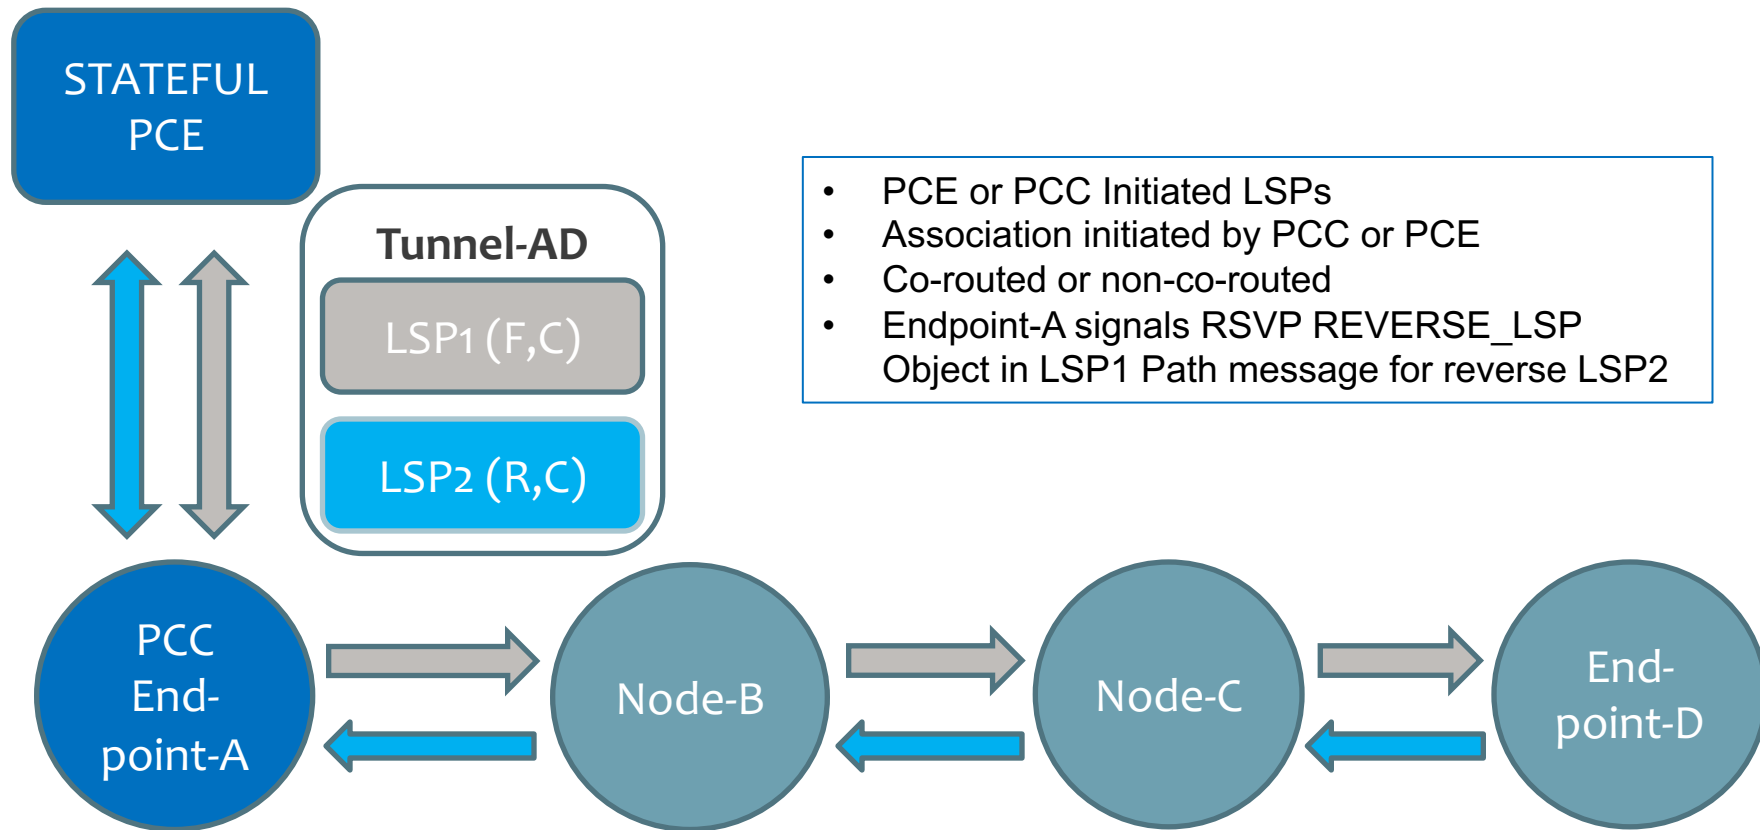 STATEFUL
PCE
Tunnel-AD
LSP1 (F,C)
LSP2 (R,C)
• PCE or PCC Initiated LSPs
• Association initiated by PCC or PCE
• Co-routed or non-co-routed
• Endpoint-A signals RSVP REVERSE_LSP
Object in LSP1 Path message for reverse LSP2
PCC
End-
point-A
Node-B
Node-C
End-
point-D